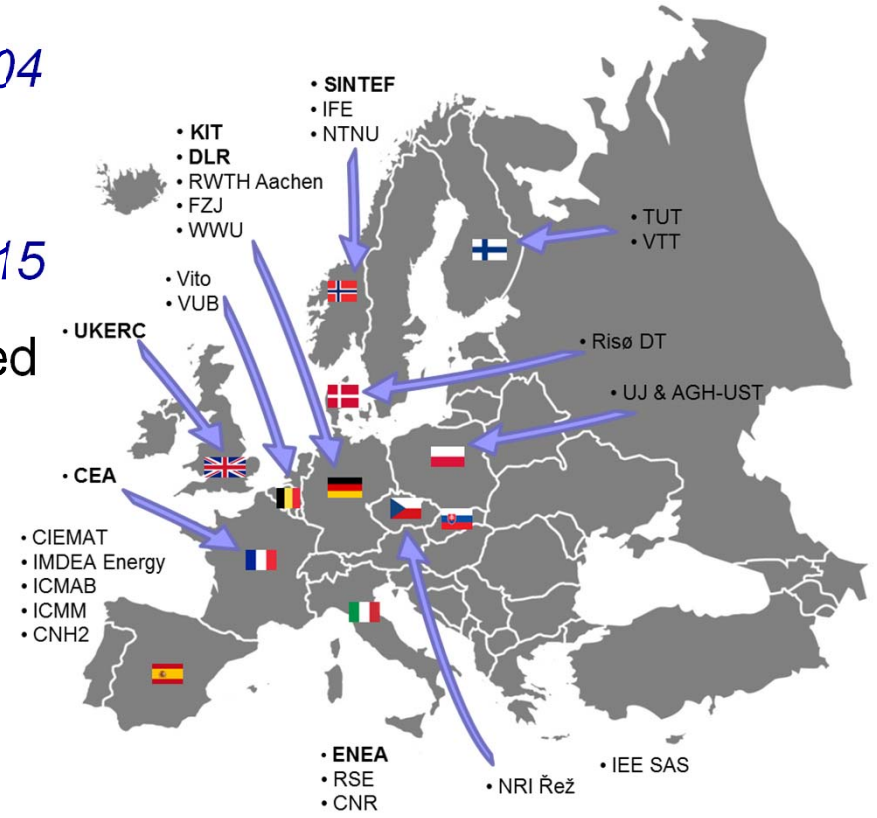 04
15
ed
• SINTEF
• IFE
• NTNU
• KIT
• DLR
• RWTH Aachen
• FZJ
• WWU
• TUT
• VTT
• Vito
• VUB
• UKERC
• Risø DT
• UJ & AGH-UST
• CEA
• CIEMAT
• IMDEA Energy
• ICMAB
• ICMM
• CNH2
• ENEA
• RSE
• CNR
• NRI Řež
• IEE SAS